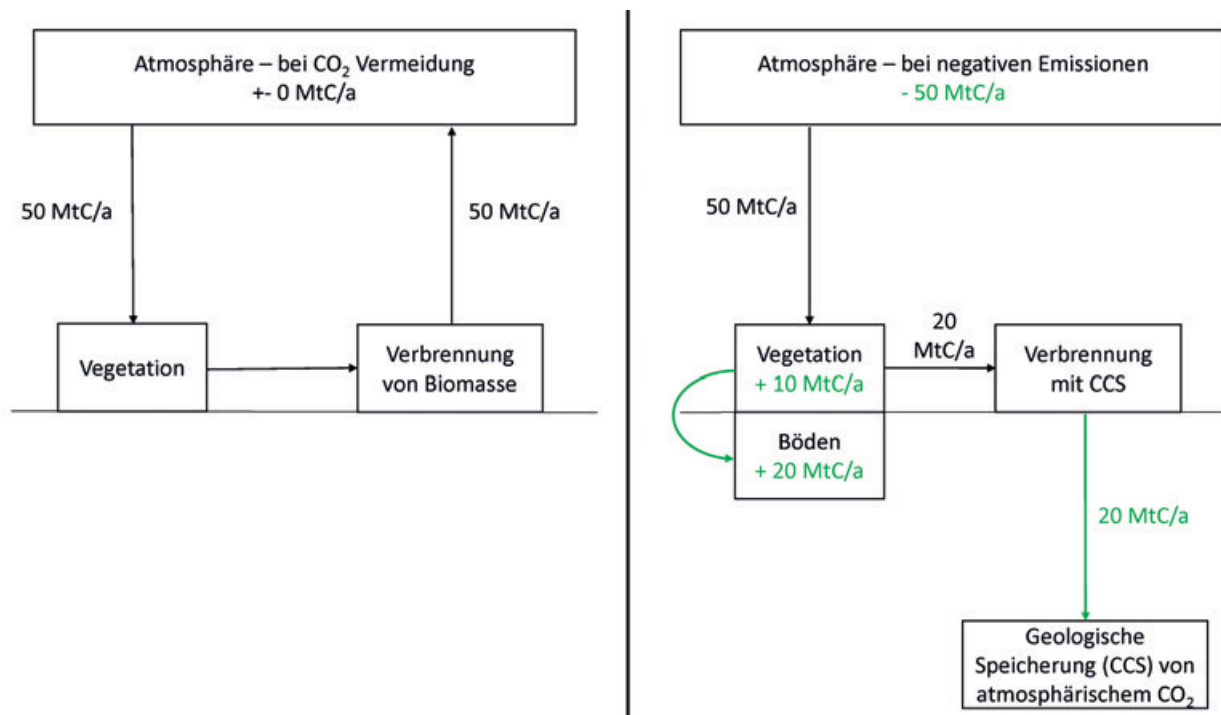 Atmosphäre – bei CO₂ Vermeidung
+- 0 MtC/a
50 MtC/a
50 MtC/a
Vegetation
Verbrennung
von Biomasse
Atmosphäre – bei negativen Emissionen
- 50 MtC/a
50 MtC/a
20
MtC/a
Vegetation
+ 10 MtC/a
Verbrennung
mit CCS
Böden
+ 20 MtC/a
20 MtC/a
Geologische
Speicherung (CCS) von
atmosphärischem CO₂